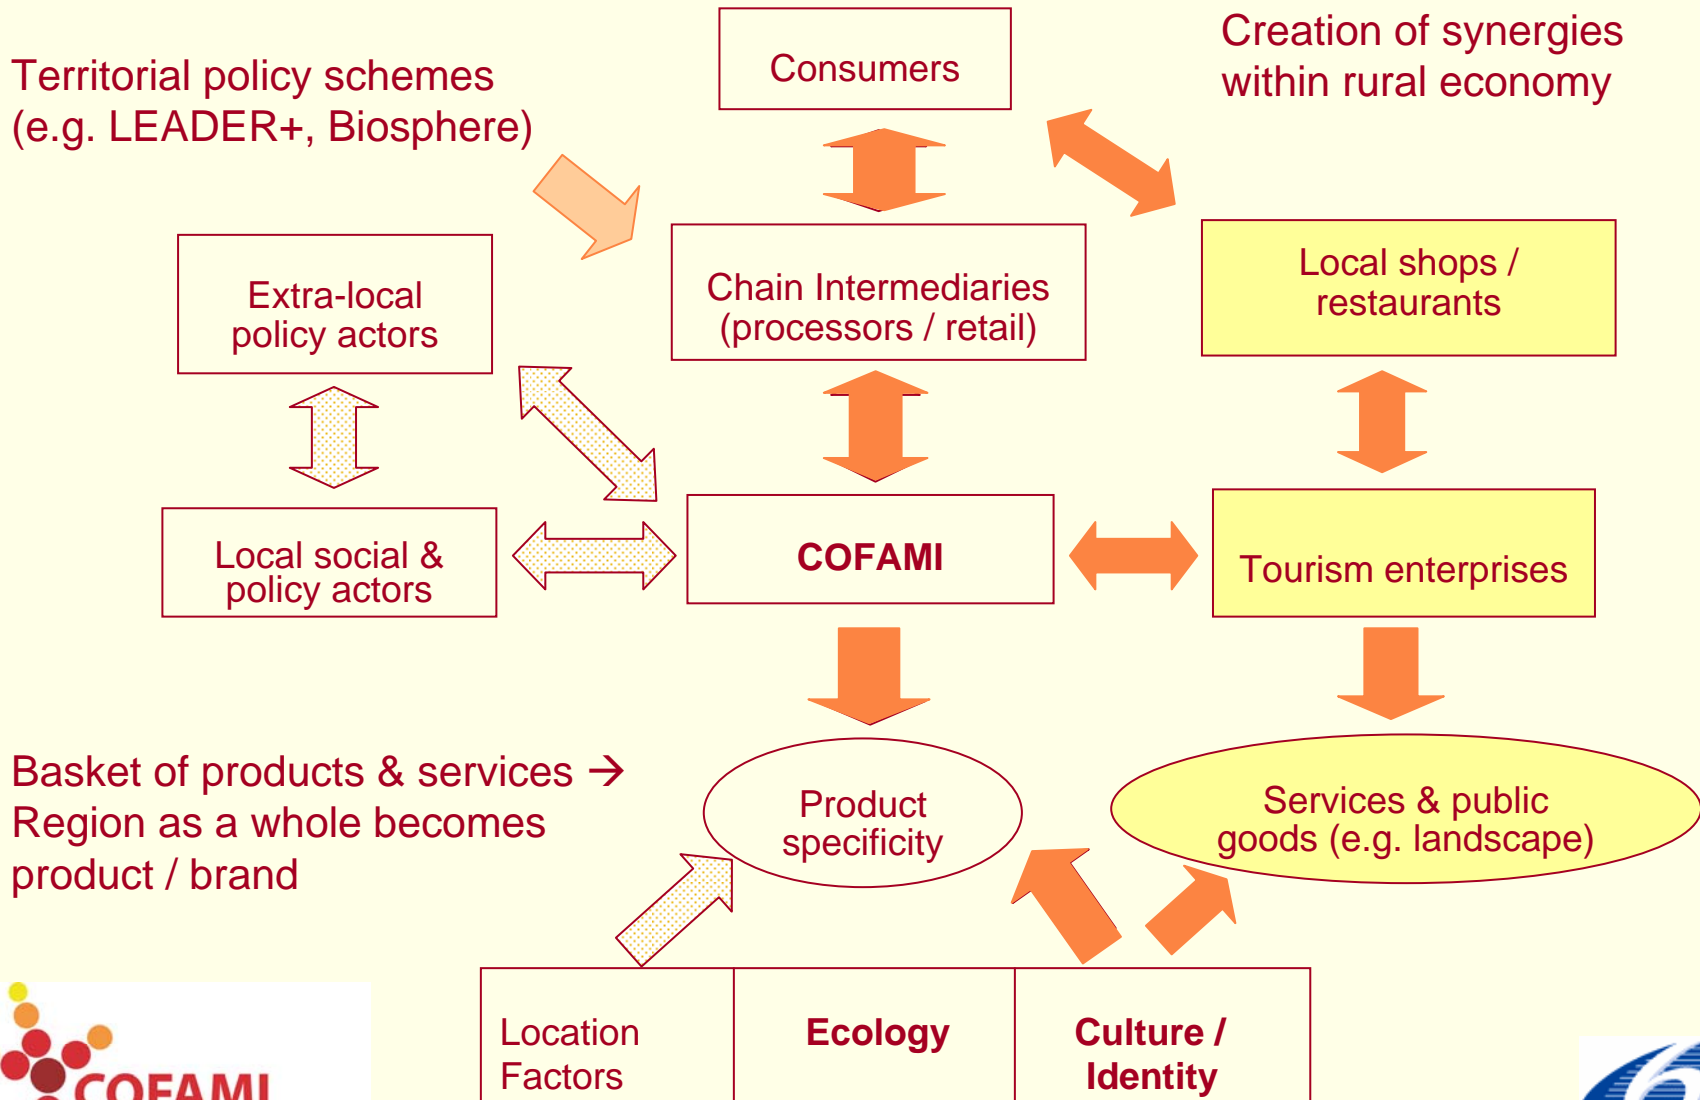 Territorial policy schemes
(e.g. LEADER+, Biosphere)
Consumers
Creation of synergies
within rural economy
Extra-local
policy actors
Chain Intermediaries
(processors / retail)
Local shops /
restaurants
Local social &
policy actors
COFAMI
Tourism enterprises
Basket of products & services →
Region as a whole becomes
product / brand
Product
specificity
Services & public
goods (e.g. landscape)
Location
Factors
Ecology
Culture /
Identity
COFAMI
6